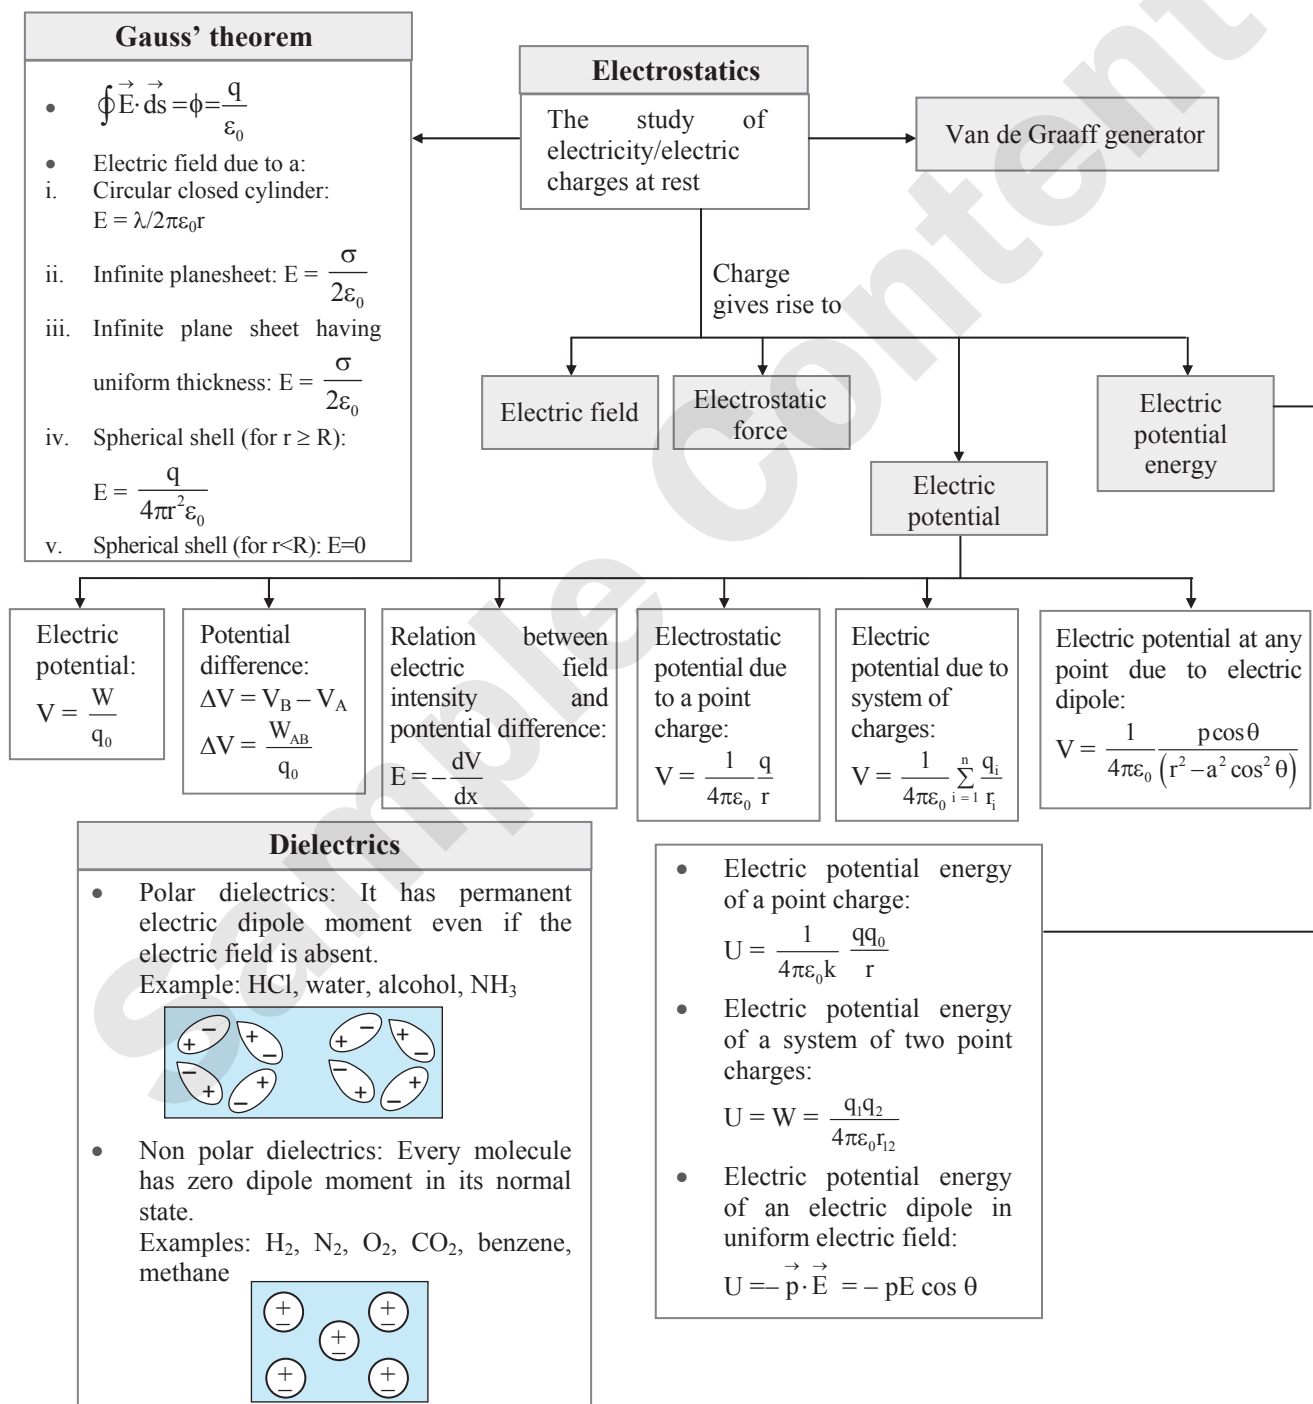 Gauss’ theorem
• ∮E→·ds→ = ϕ = q/ε₀
• Electric field due to a:
i. Circular closed cylinder:
E = λ/2πε₀r
ii. Infinite planesheet: E = σ/2ε₀
iii. Infinite plane sheet having
uniform thickness: E = σ/2ε₀
iv. Spherical shell (for r ≥ R):
E = q/4πr²ε₀
v. Spherical shell (for r<R): E=0
Electrostatics
The study of
electricity/electric
charges at rest
Van de Graaff generator
Charge
gives rise to
Electric field
Electrostatic
force
Electric
potential
Electric
potential
energy
Electric
potential:
V = W/q₀
Potential
difference:
ΔV = V_B – V_A
ΔV = W_AB/q₀
Relation between
electric field
intensity and
pontential difference:
E = – dV/dx
Electrostatic
potential due
to a point
charge:
V = 1/4πε₀ q/r
Electric
potential due to
system of
charges:
V = 1/4πε₀ ∑ i = 1 n qᵢ/rᵢ
Electric potential at any
point due to electric
dipole:
V = 1/4πε₀ p cos θ/(r² – a² cos² θ)
Dielectrics
• Polar dielectrics: It has permanent
electric dipole moment even if the
electric field is absent.
Example: HCl, water, alcohol, NH₃
+ – + – + –
– + – +
+ – + –
– + – +
• Non polar dielectrics: Every molecule
has zero dipole moment in its normal
state.
Examples: H₂, N₂, O₂, CO₂, benzene,
methane
+ – + –
+ –
+ – + –
• Electric potential energy
of a point charge:
U = 1/4πε₀k qq₀/r
• Electric potential energy
of a system of two point
charges:
U = W = q₁q₂/4πε₀r₁₂
• Electric potential energy
of an electric dipole in
uniform electric field:
U =– p→·E→ = – pE cos θ
Sample Content